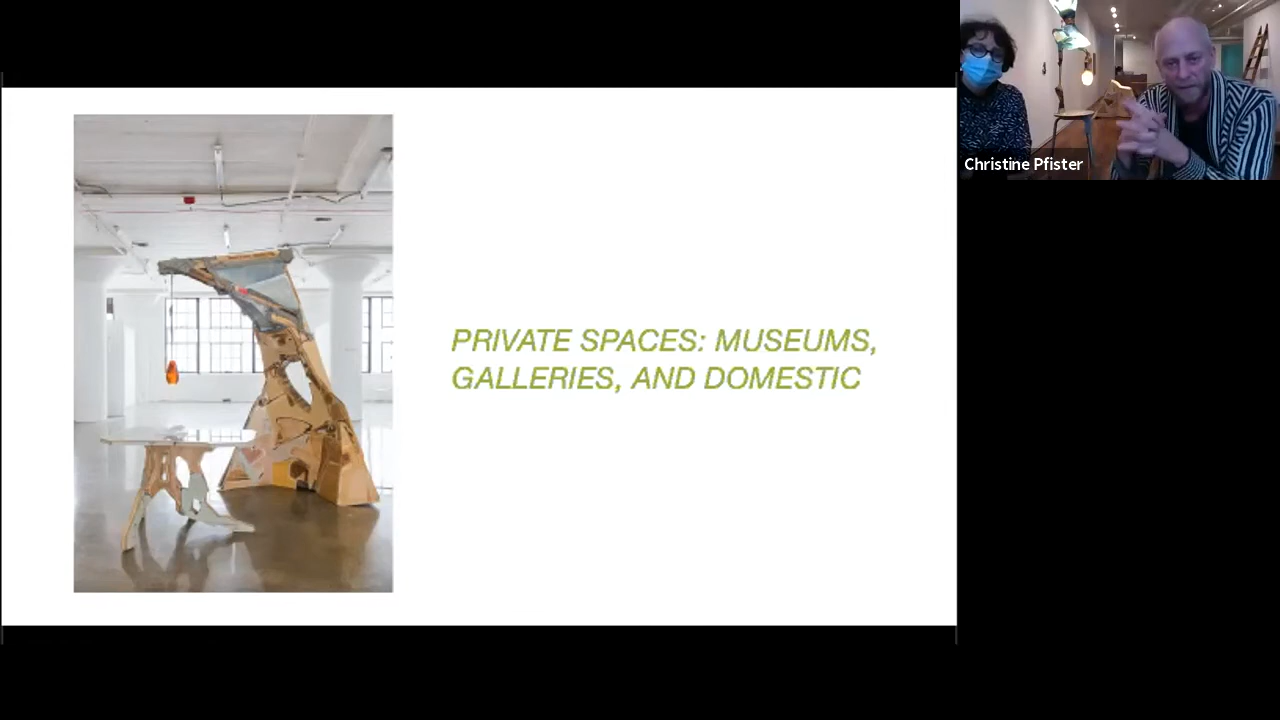 PRIVATE SPACES: MUSEUMS,
GALLERIES, AND DOMESTIC
Christine Pfister